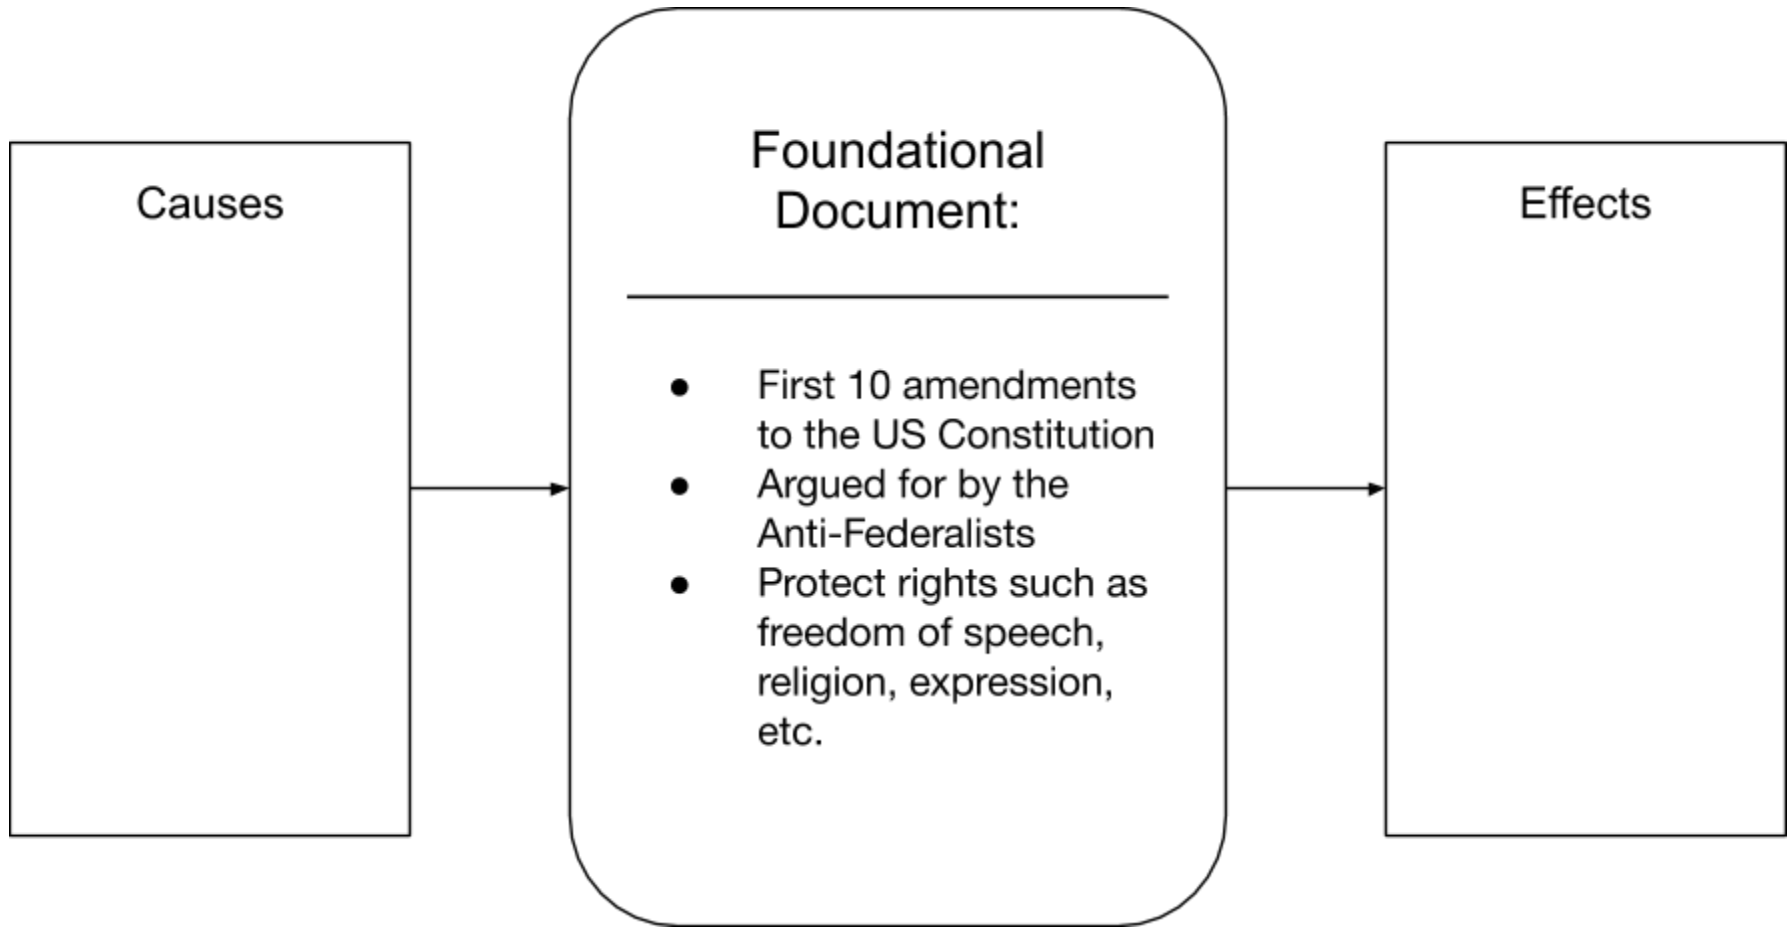 Causes
Foundational
Document:
● First 10 amendments
to the US Constitution
● Argued for by the
Anti-Federalists
● Protect rights such as
freedom of speech,
religion, expression,
etc.
Effects